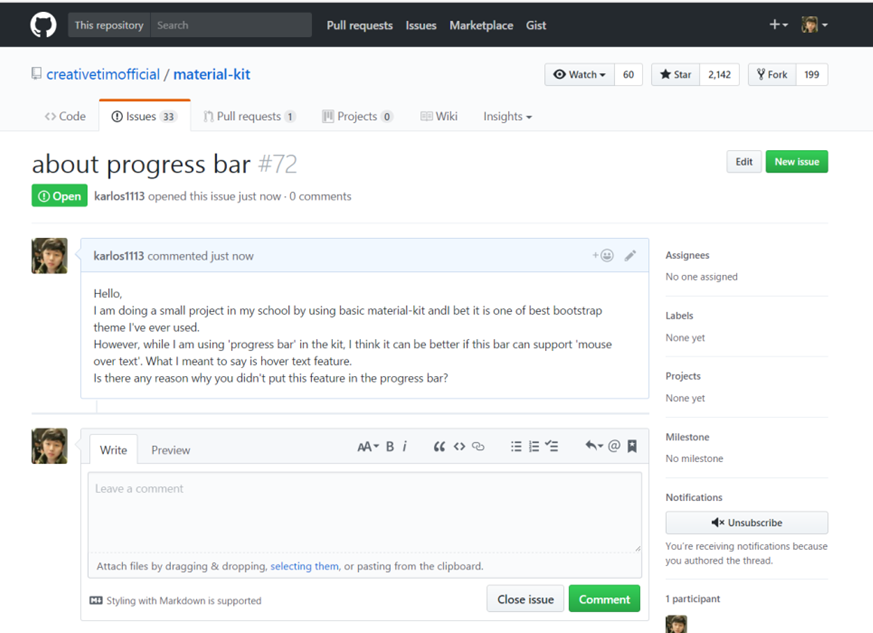 This repository Search Pull requests Issues Marketplace Gist
creativetimofficial / material-kit Watch 60 Star 2,142 Fork 199
Code Issues 33 Pull requests 1 Projects 0 Wiki Insights
about progress bar #72 Edit New issue
Open karlos1113 opened this issue just now · 0 comments
karlos1113 commented just now
Hello,
I am doing a small project in my school by using basic material-kit andI bet it is one of best bootstrap
theme I've ever used.
However, while I am using 'progress bar' in the kit, I think it can be better if this bar can support 'mouse
over text'. What I meant to say is hover text feature.
Is there any reason why you didn't put this feature in the progress bar?
Write Preview AA B i
Leave a comment
Attach files by dragging & dropping, selecting them, or pasting from the clipboard.
Styling with Markdown is supported Close issue Comment
Assignees
No one assigned
Labels
None yet
Projects
None yet
Milestone
No milestone
Notifications
Unsubscribe
You're receiving notifications because
you authored the thread.
1 participant